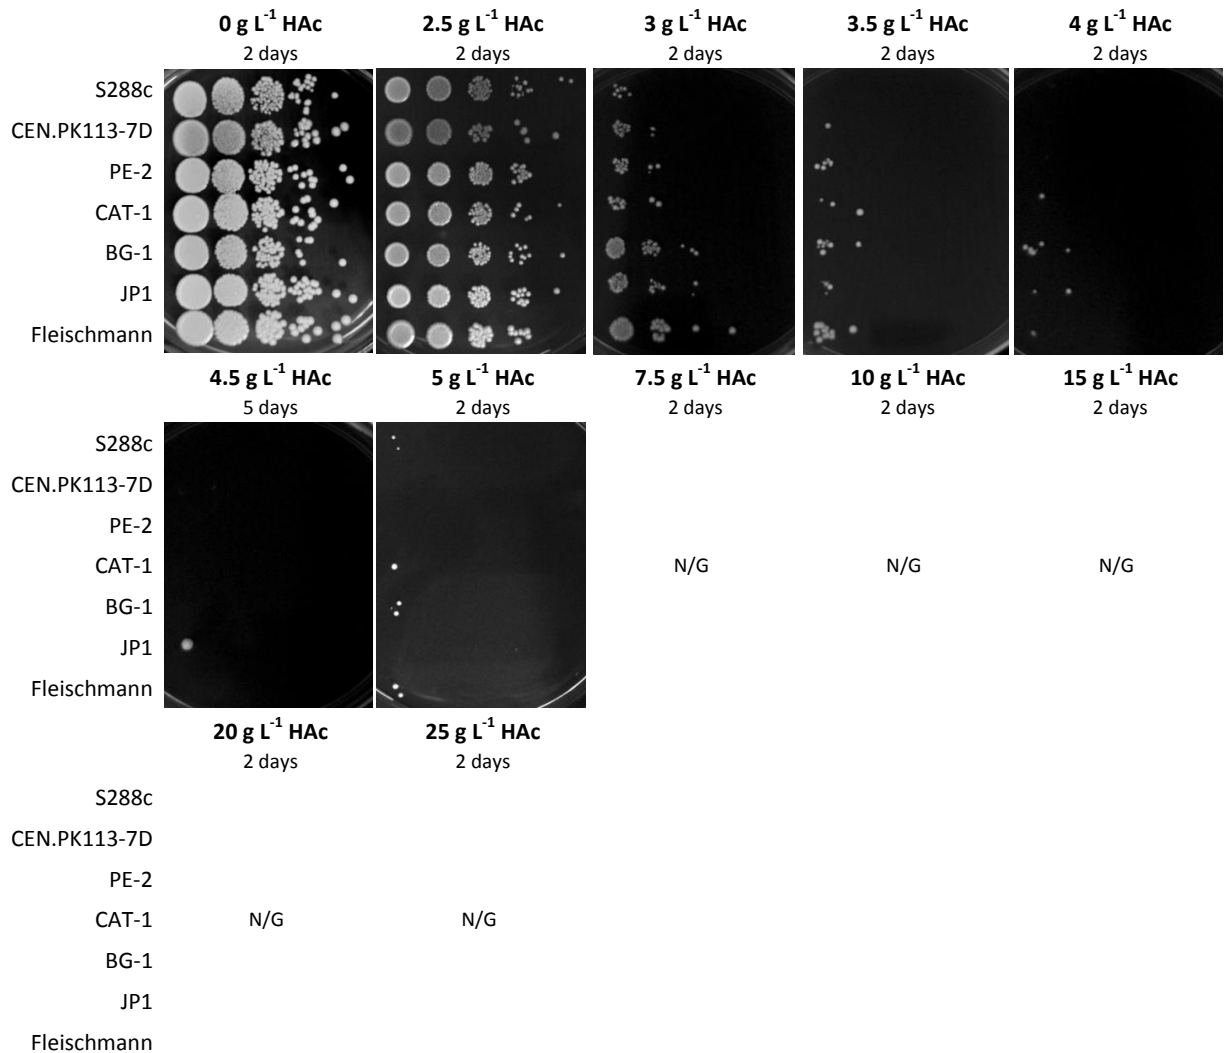 0 g L⁻¹ HAc 2.5 g L⁻¹ HAc 3 g L⁻¹ HAc 3.5 g L⁻¹ HAc 4 g L⁻¹ HAc
2 days 2 days 2 days 2 days 2 days
S288c
CEN.PK113-7D
PE-2
CAT-1
BG-1
JP1
Fleischmann
4.5 g L⁻¹ HAc 5 g L⁻¹ HAc 7.5 g L⁻¹ HAc 10 g L⁻¹ HAc 15 g L⁻¹ HAc
5 days 2 days 2 days 2 days 2 days
S288c
CEN.PK113-7D
PE-2
CAT-1 N/G N/G N/G
BG-1
JP1
Fleischmann
20 g L⁻¹ HAc 25 g L⁻¹ HAc
2 days 2 days
S288c
CEN.PK113-7D
PE-2
CAT-1 N/G N/G
BG-1
JP1
Fleischmann